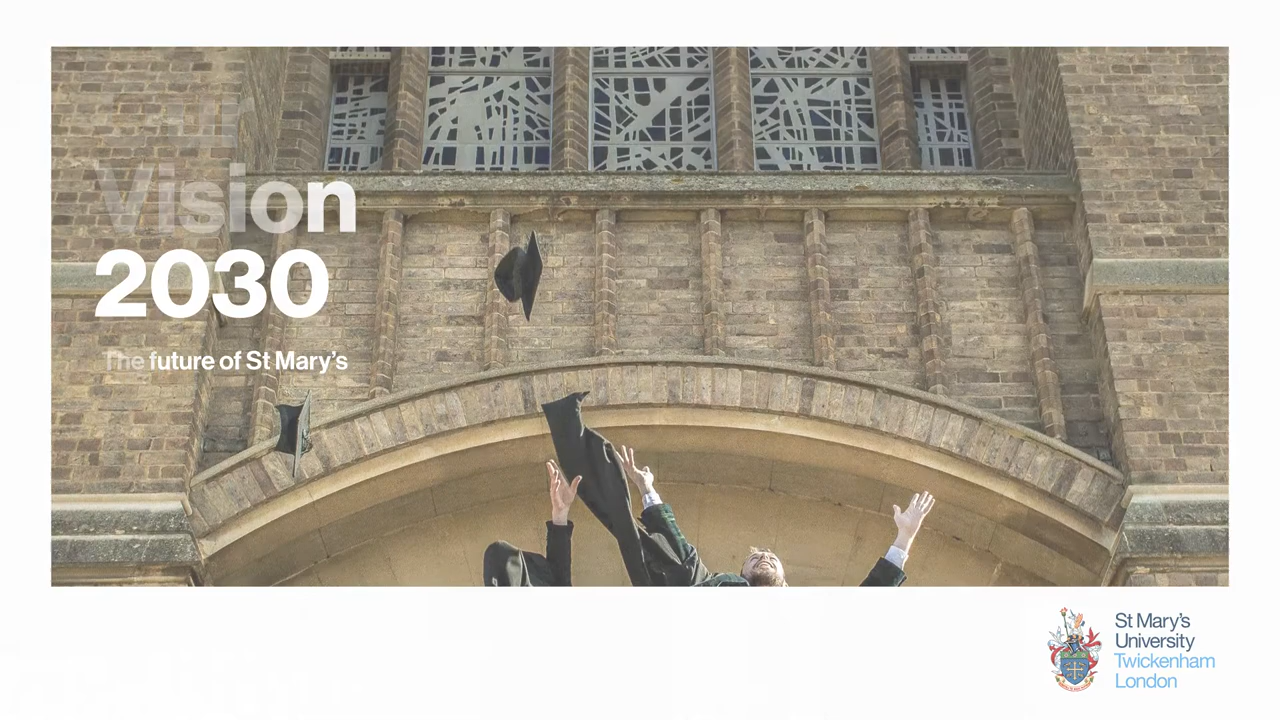 Vision
2030
The future of St Mary's
St Mary's
University
Twickenham
London